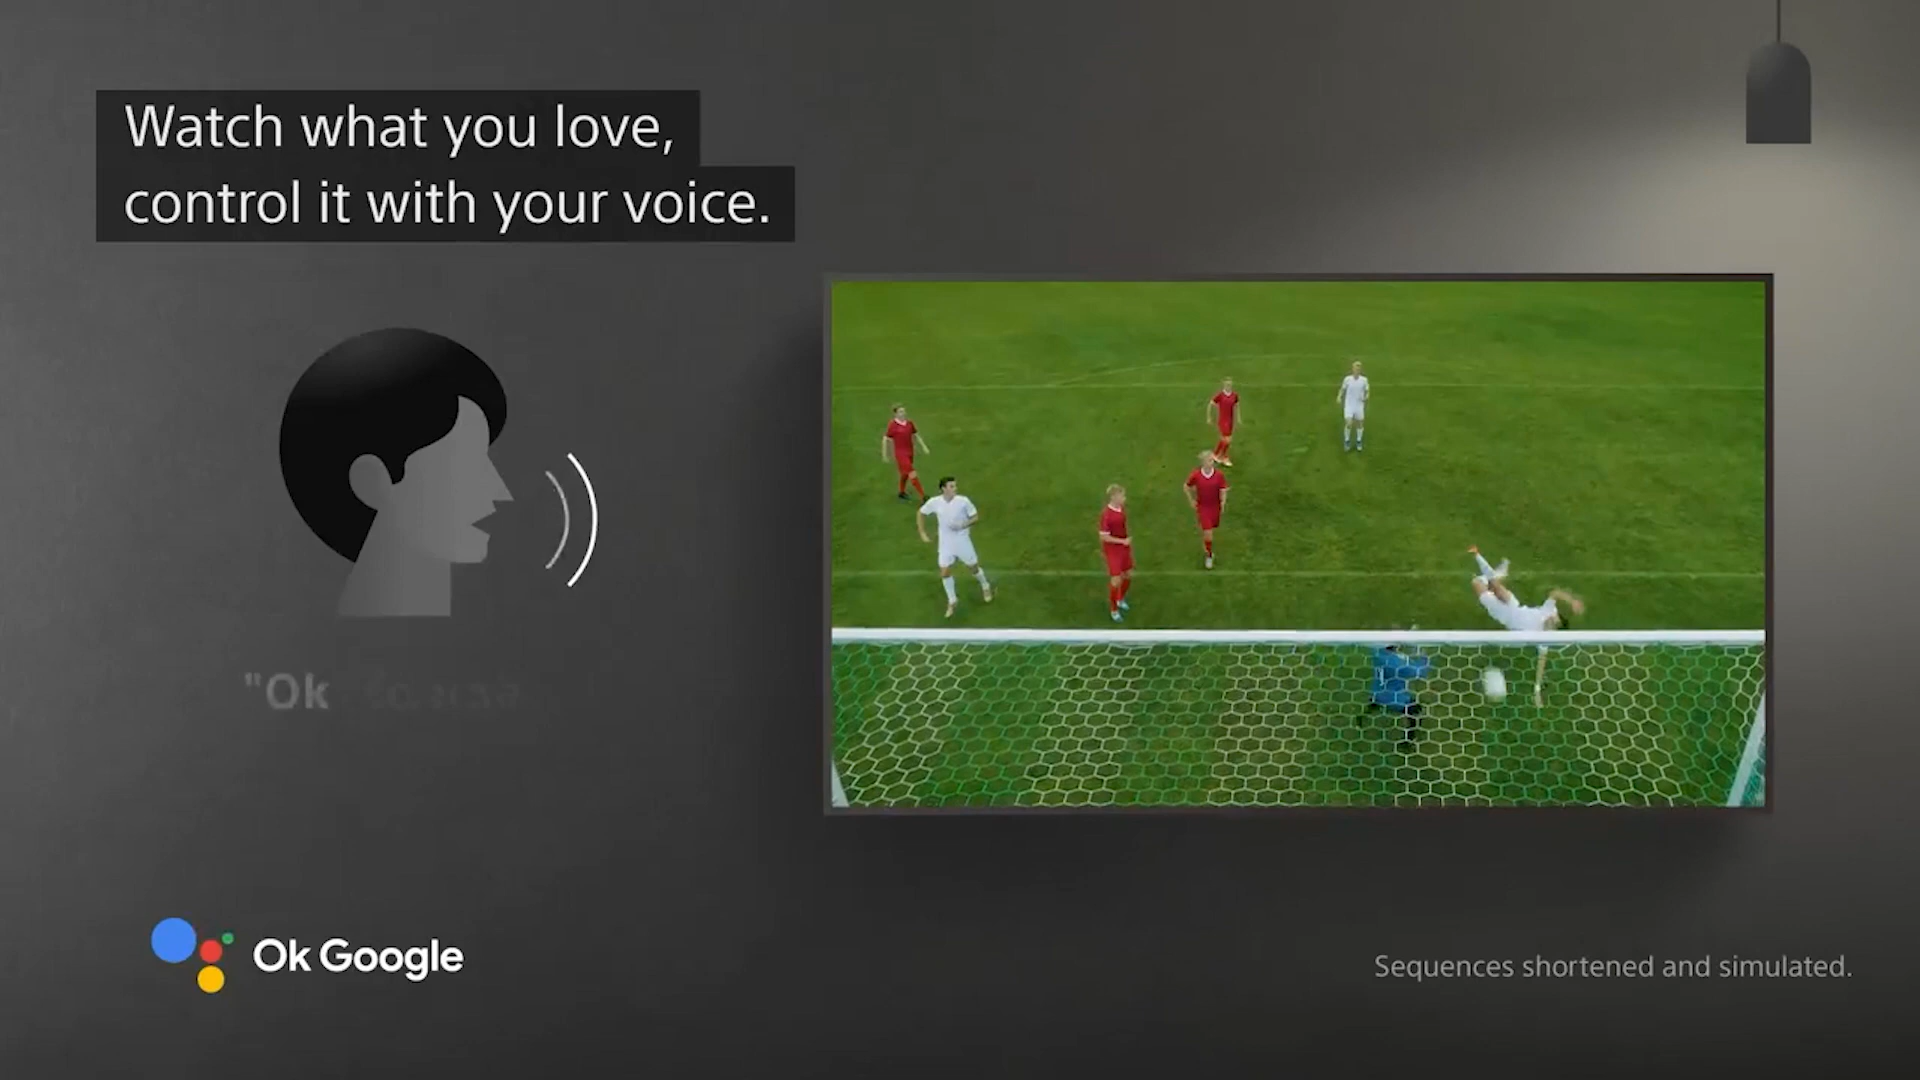 Watch what you love,
control it with your voice.
"Ok
Ok Google
Sequences shortened and simulated.